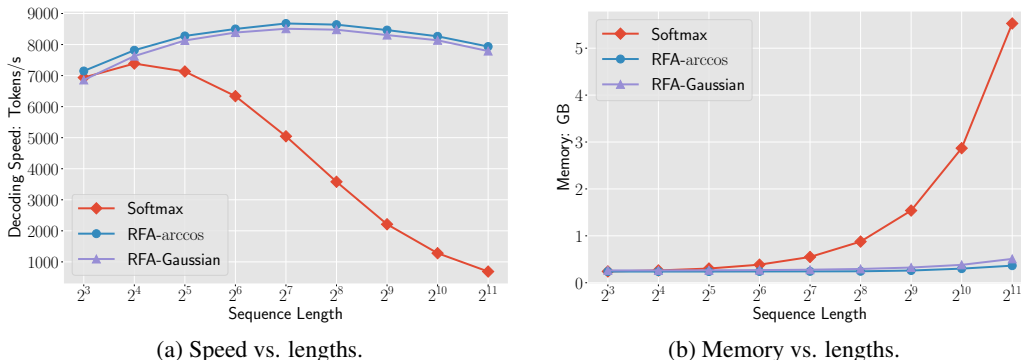 9000
8000
7000
6000
5000
4000
3000
2000
1000
Decoding Speed: Tokens/s
Softmax
RFA-arccos
RFA-Gaussian
2^3 2^4 2^5 2^6 2^7 2^8 2^9 2^10 2^11
Sequence Length
(a) Speed vs. lengths.
5
4
3
2
1
0
Memory: GB
Softmax
RFA-arccos
RFA-Gaussian
2^3 2^4 2^5 2^6 2^7 2^8 2^9 2^10 2^11
Sequence Length
(b) Memory vs. lengths.